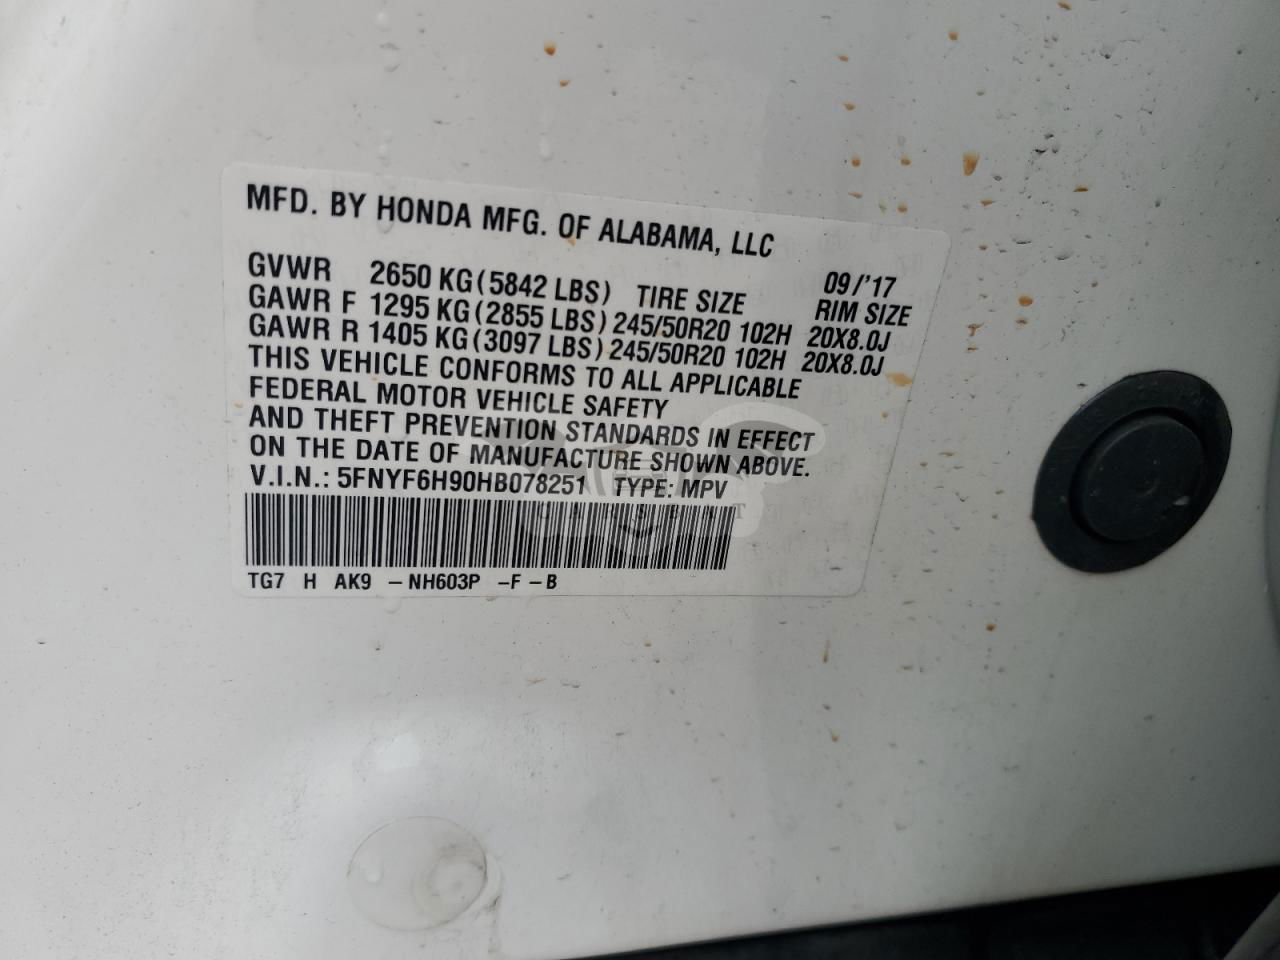 MFD. BY HONDA MFG. OF ALABAMA, LLC
09/'17
GVWR 2650 KG(5842 LBS) TIRE SIZE RIM SIZE
GAWR F 1295 KG(2855 LBS) 245/50R20 102H 20X8.0J
GAWR R 1405 KG(3097 LBS) 245/50R20 102H 20X8.0J
THIS VEHICLE CONFORMS TO ALL APPLICABLE
FEDERAL MOTOR VEHICLE SAFETY
AND THEFT PREVENTION STANDARDS IN EFFECT
ON THE DATE OF MANUFACTURE SHOWN ABOVE.
V.I.N.: 5FNYF6H90HB078251 TYPE: MPV
TG7 H AK9 -NH603P -F-B